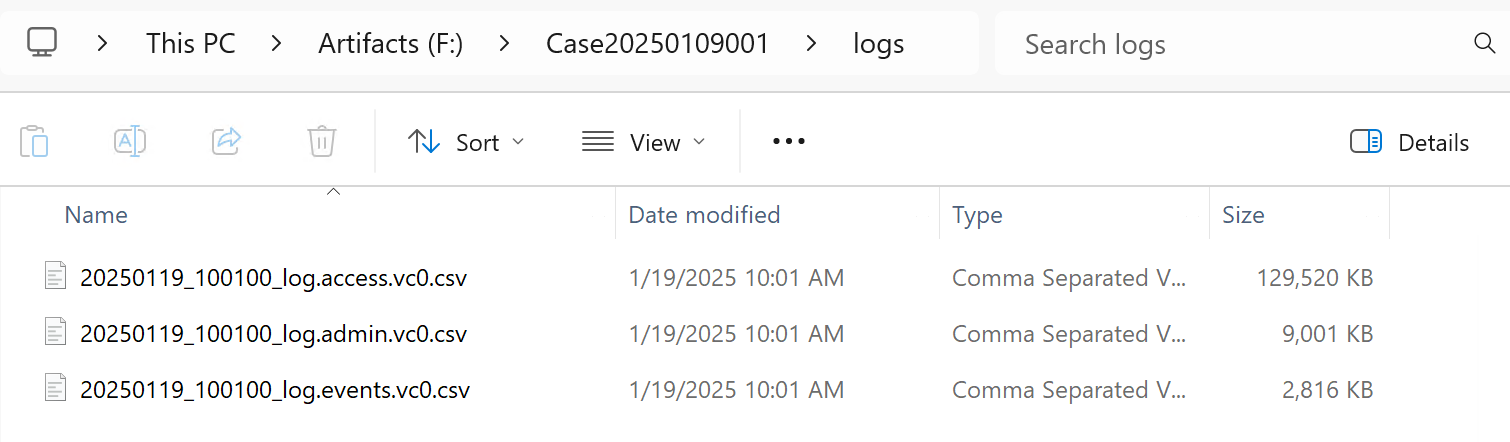 This PC > Artifacts (F:) > Case20250109001 > logs Search logs
Sort View ••• Details
Name Date modified Type Size
20250119_100100_log.access.vc0.csv 1/19/2025 10:01 AM Comma Separated V... 129,520 KB
20250119_100100_log.admin.vc0.csv 1/19/2025 10:01 AM Comma Separated V... 9,001 KB
20250119_100100_log.events.vc0.csv 1/19/2025 10:01 AM Comma Separated V... 2,816 KB